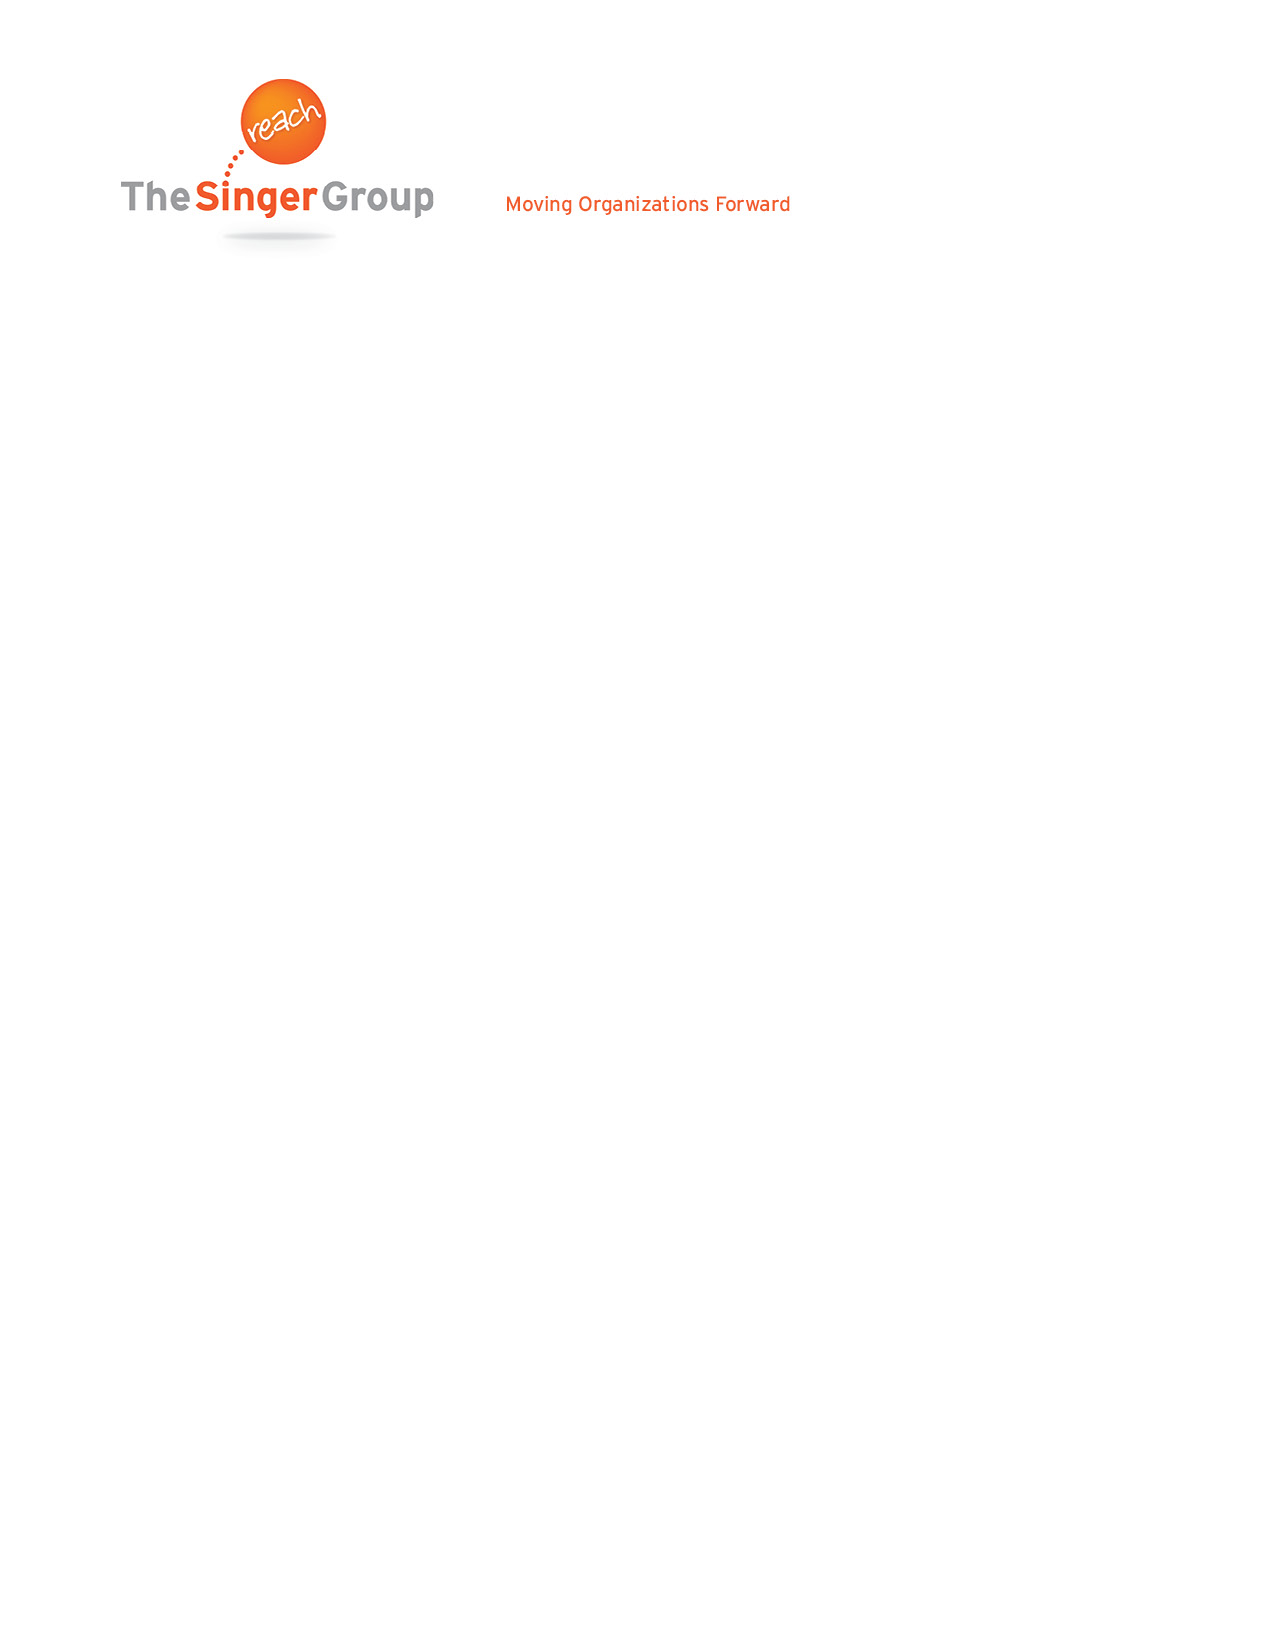 reach
TheSingerGroup
Moving Organizations Forward